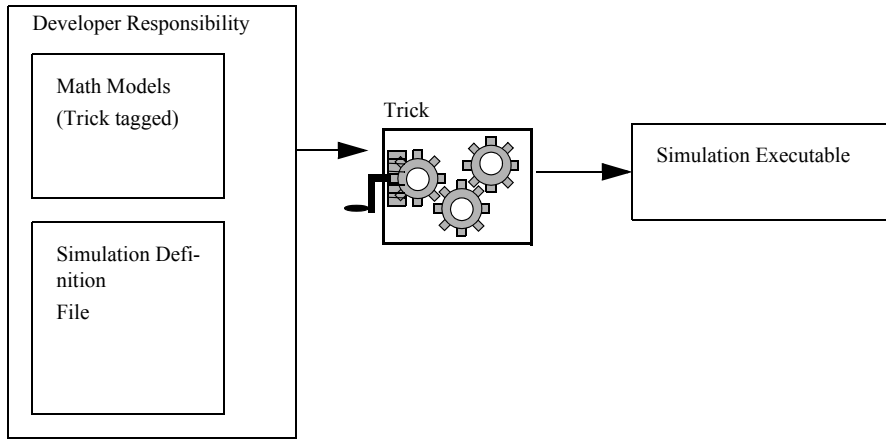 Developer Responsibility
Math Models
(Trick tagged)
Simulation Defi-
nition
File
Trick
Simulation Executable